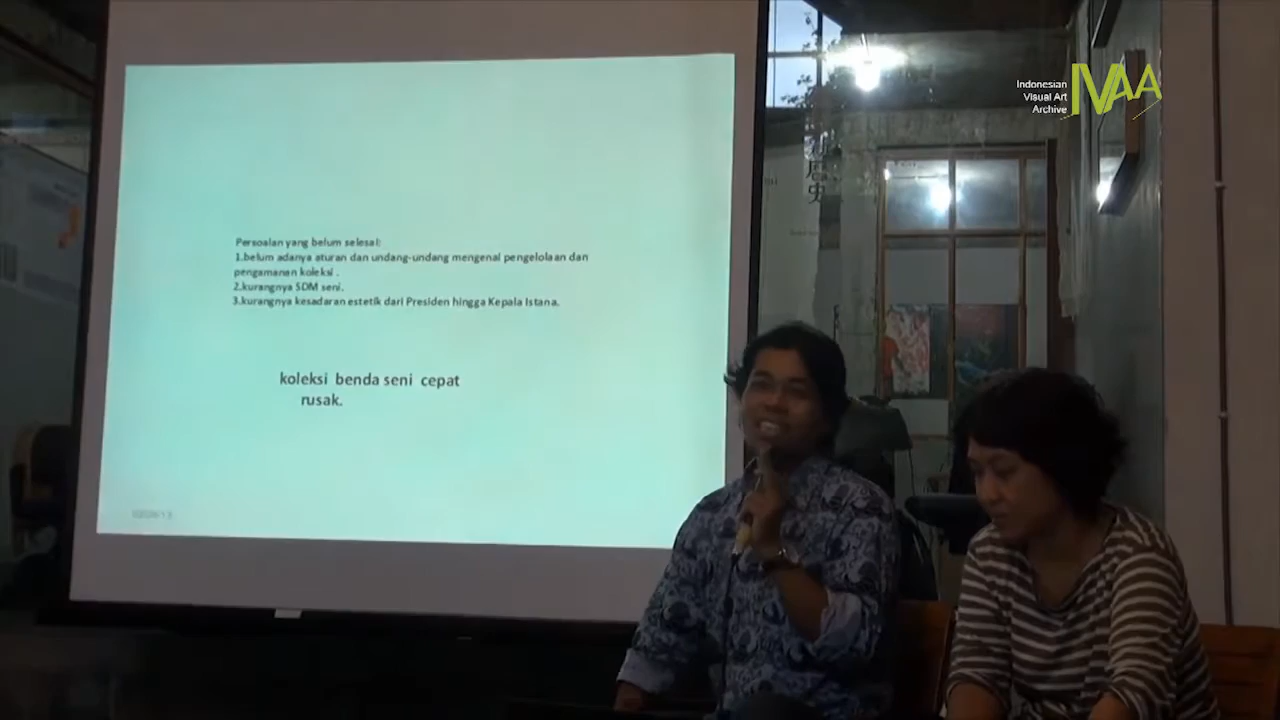 Indonesian
Visual Art
Archive
IVAA
Persoalan yang belum selesai:
1.belum adanya aturan dan undang-undang mengenai pengelolaan dan
pengamanan koleksi .
2.kurangnya SDM seni.
3.kurangnya kesadaran estetik dari Presiden hingga Kepala Istana.
koleksi benda seni cepat
rusak.